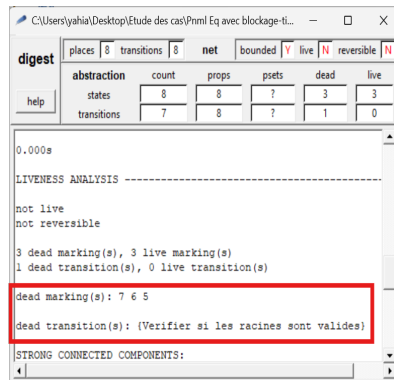 C:\Users\yahia\Desktop\Etude des cas\Pnml Eq avec blockage-ti...
digest
places 8 transitions 8 net bounded Y live N reversible N
abstraction count props psets dead live
help
states 8 8 ? 3 3
transitions 7 8 ? 1 0
0.000s
LIVENESS ANALYSIS -----------------------------------------
not live
not reversible
3 dead marking(s), 3 live marking(s)
1 dead transition(s), 0 live transition(s)
dead marking(s): 7 6 5
dead transition(s): {Verifier si les racines sont valides}
STRONG CONNECTED COMPONENTS: